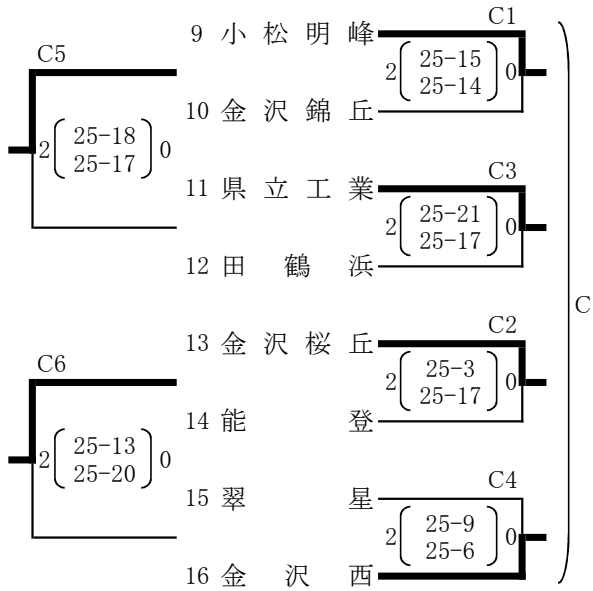 C1
9 小松明峰
2 25-15 0
25-14
10 金沢錦丘
C5
2 25-18 0
25-17
C3
11 県立工業
2 25-21 0
25-17
12 田鶴浜
C
C2
13 金沢桜丘
2 25-3 0
25-17
14 能登
C6
2 25-13 0
25-20
C4
15 翠星
2 25-9 0
25-6
16 金沢西